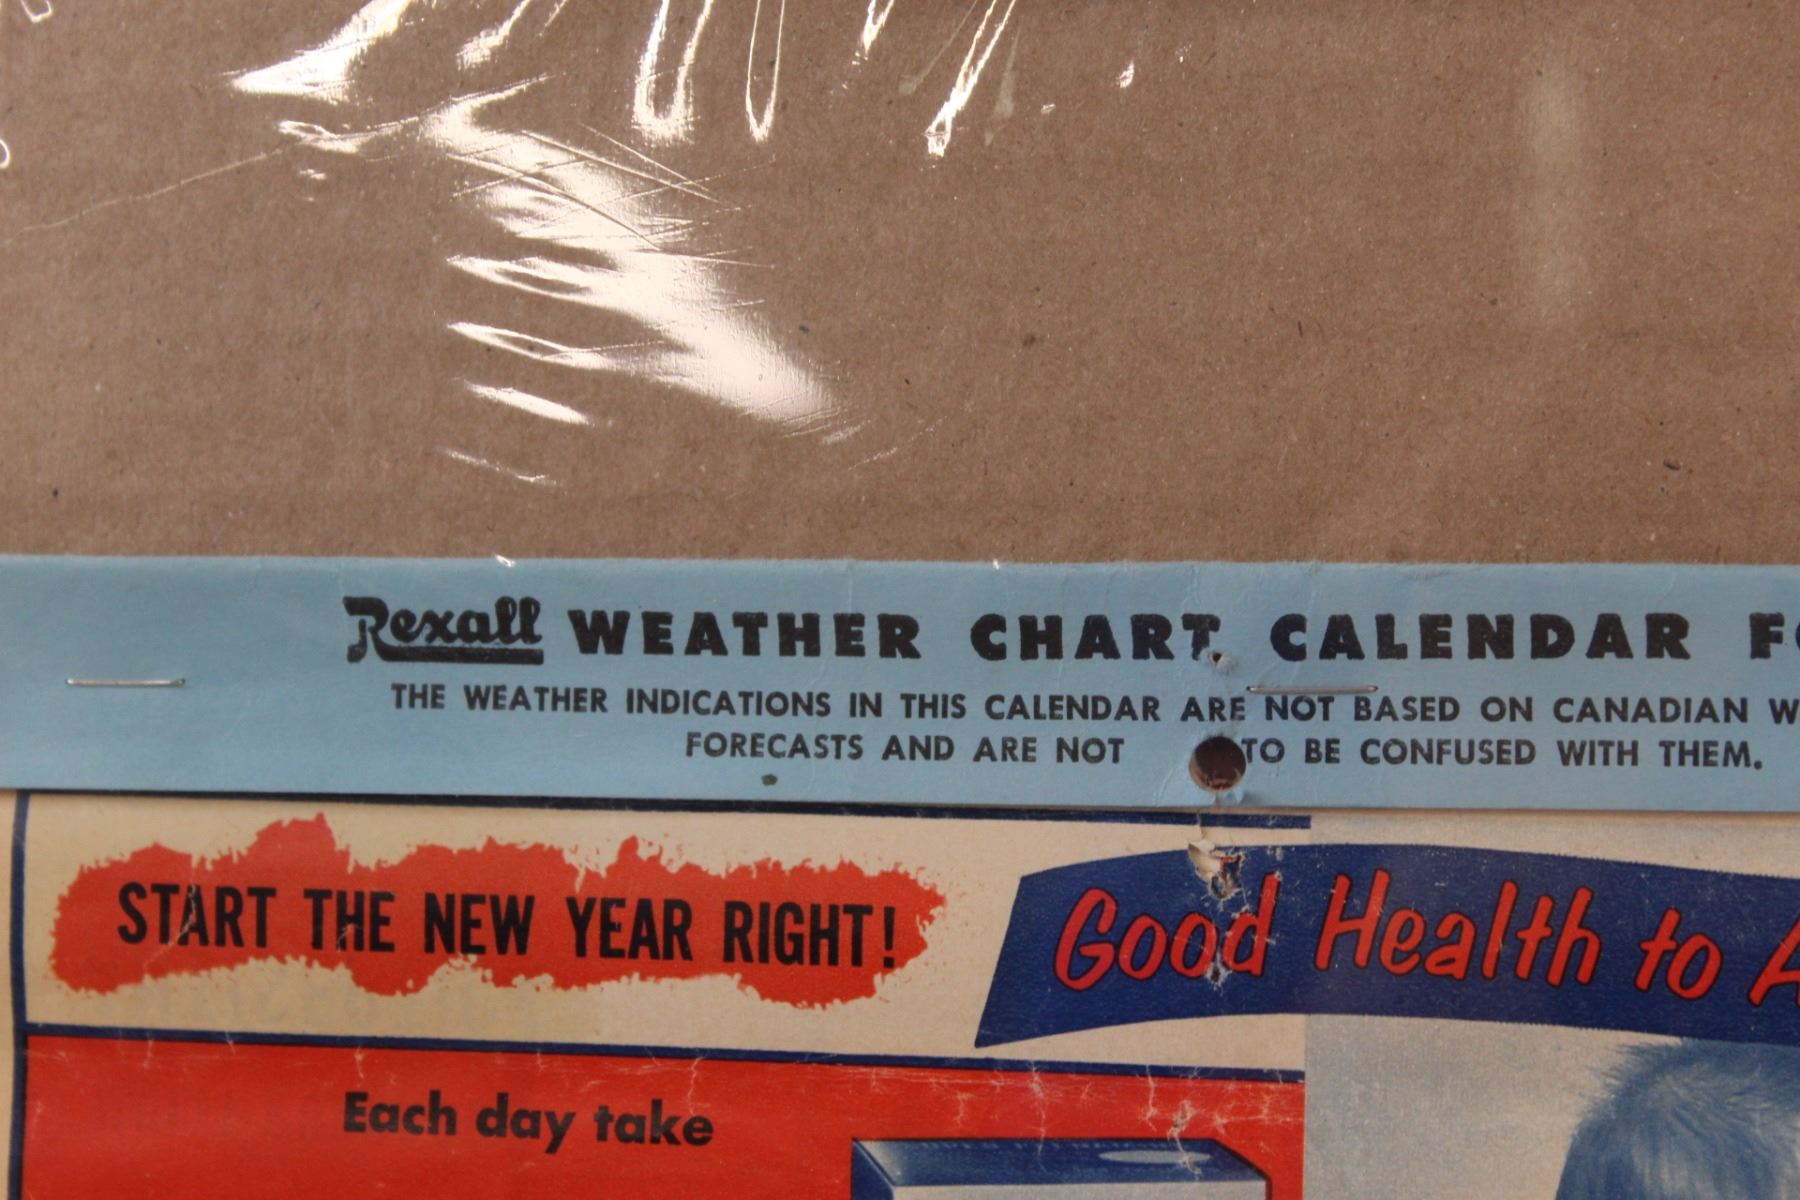 Rexall WEATHER CHART CALENDAR
THE WEATHER INDICATIONS IN THIS CALENDAR ARE NOT BASED ON CANADIAN
FORECASTS AND ARE NOT TO BE CONFUSED WITH THEM.
START THE NEW YEAR RIGHT!
Good Health to
Each day take